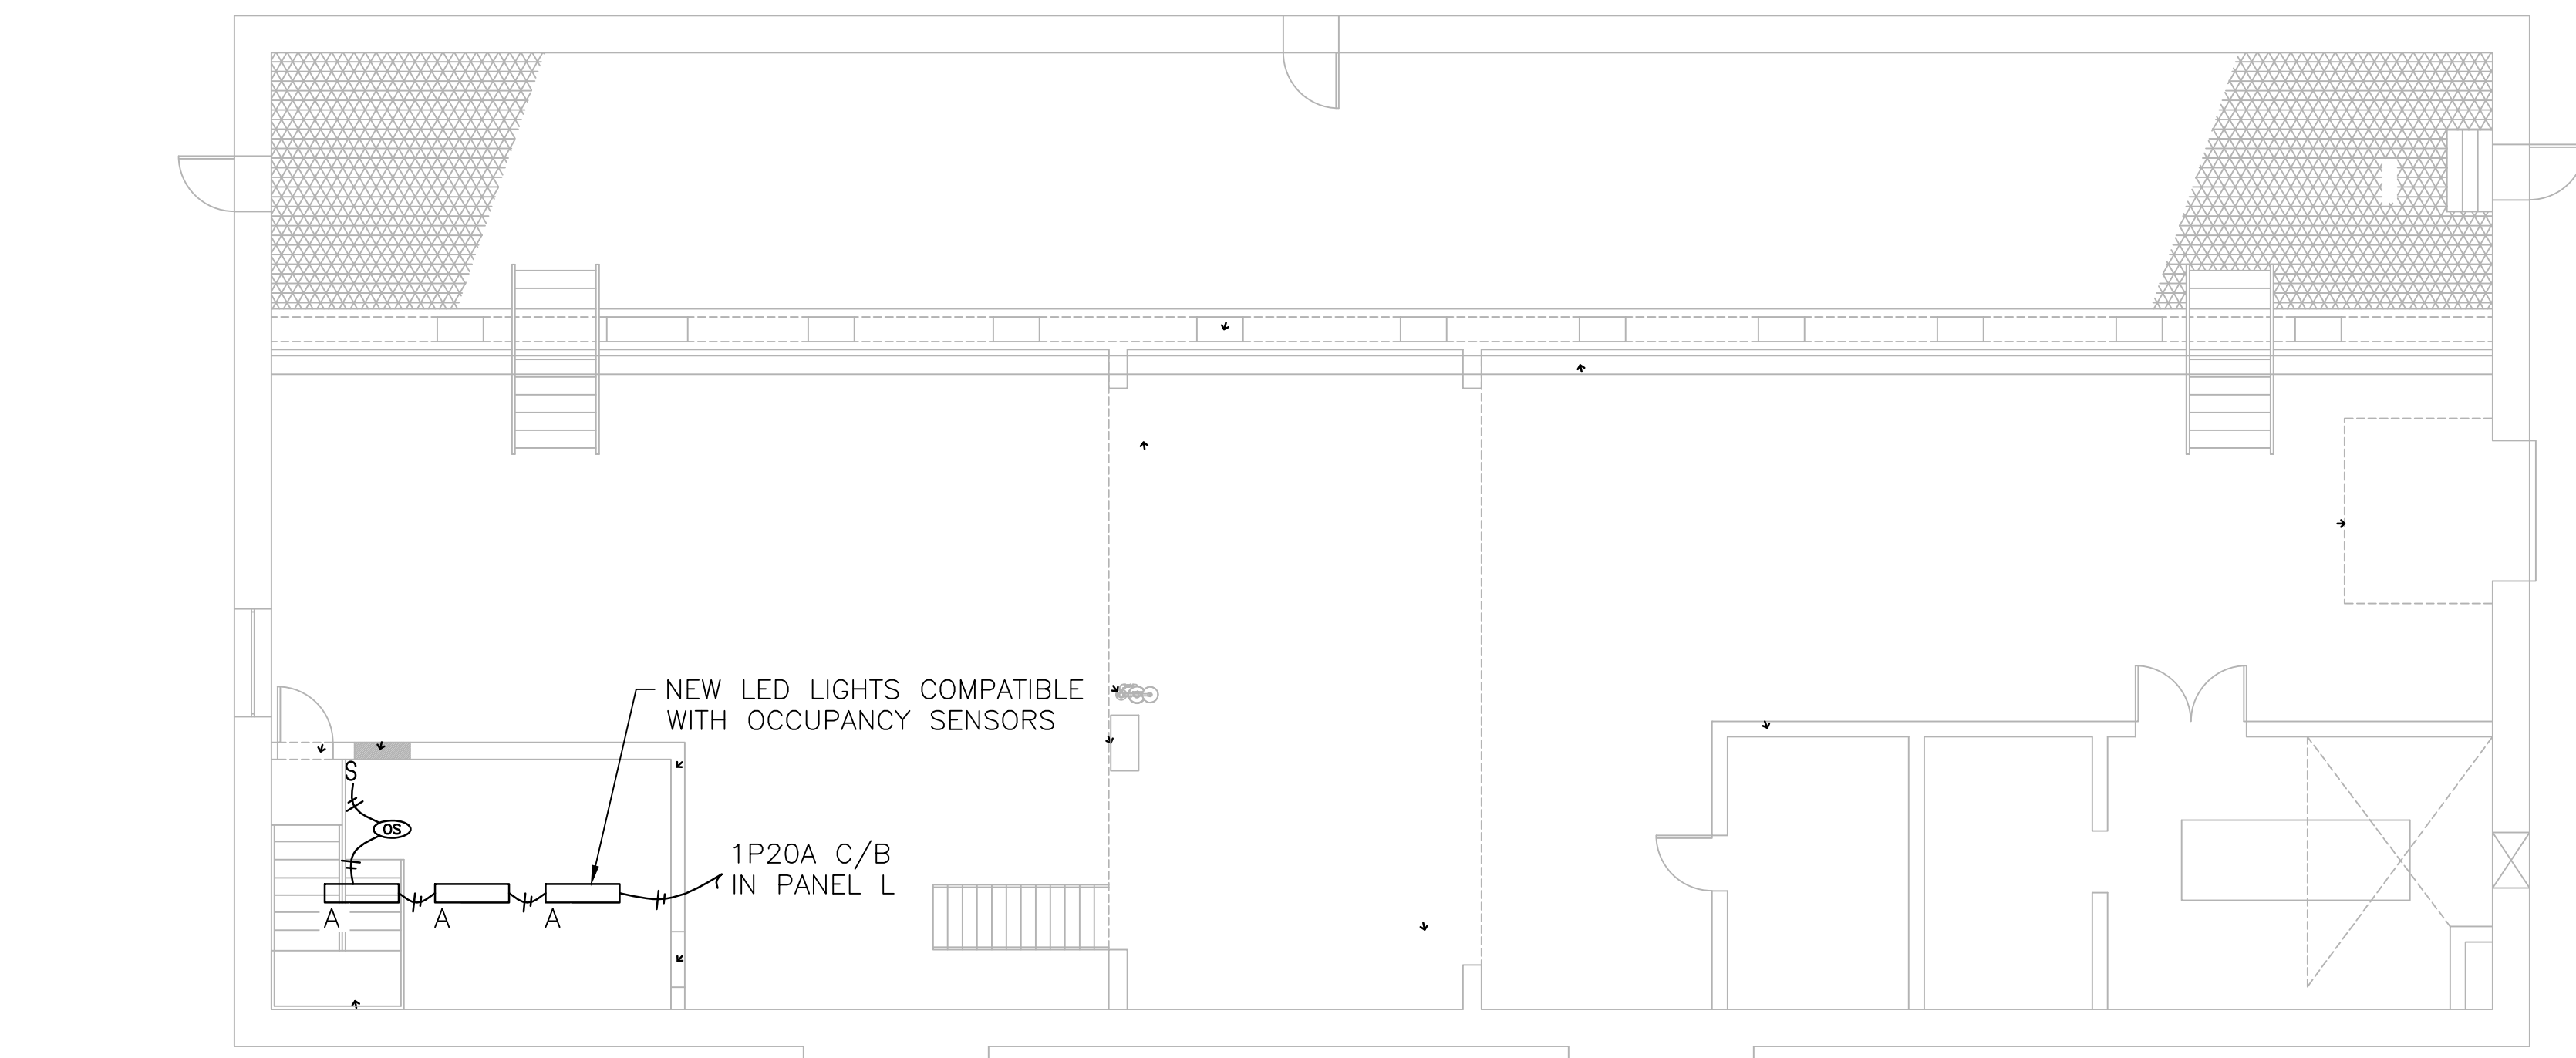 NEW LED LIGHTS COMPATIBLE
WITH OCCUPANCY SENSORS
S
OS
1P20A C/B
IN PANEL L
A
A
A